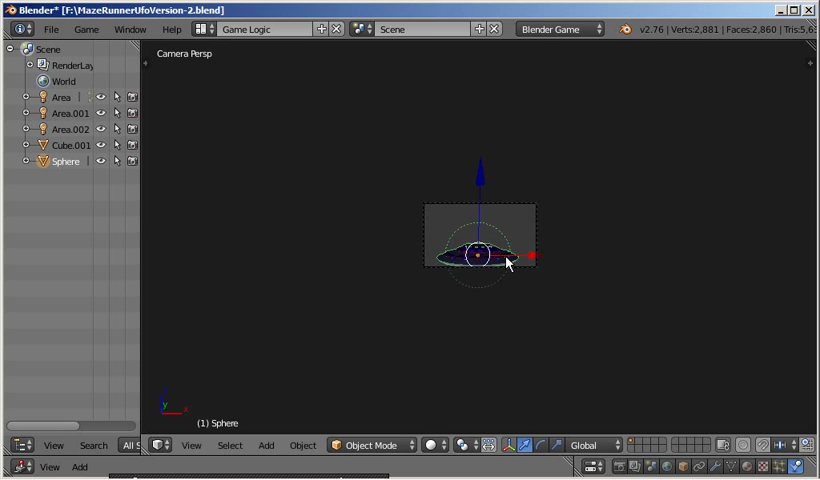 Blender* [F:\MazeRunnerUfoVersion-2.blend]
File Game Window Help Game Logic Scene Blender Game v2.76 | Verts:2,881 | Faces:2,860 | Tris:5,63
Scene
RenderLay
World
Area
Area.001
Area.002
Cube.001
Sphere
Camera Persp
y x
(1) Sphere
View Search All S View Select Add Object Object Mode Global
View Add